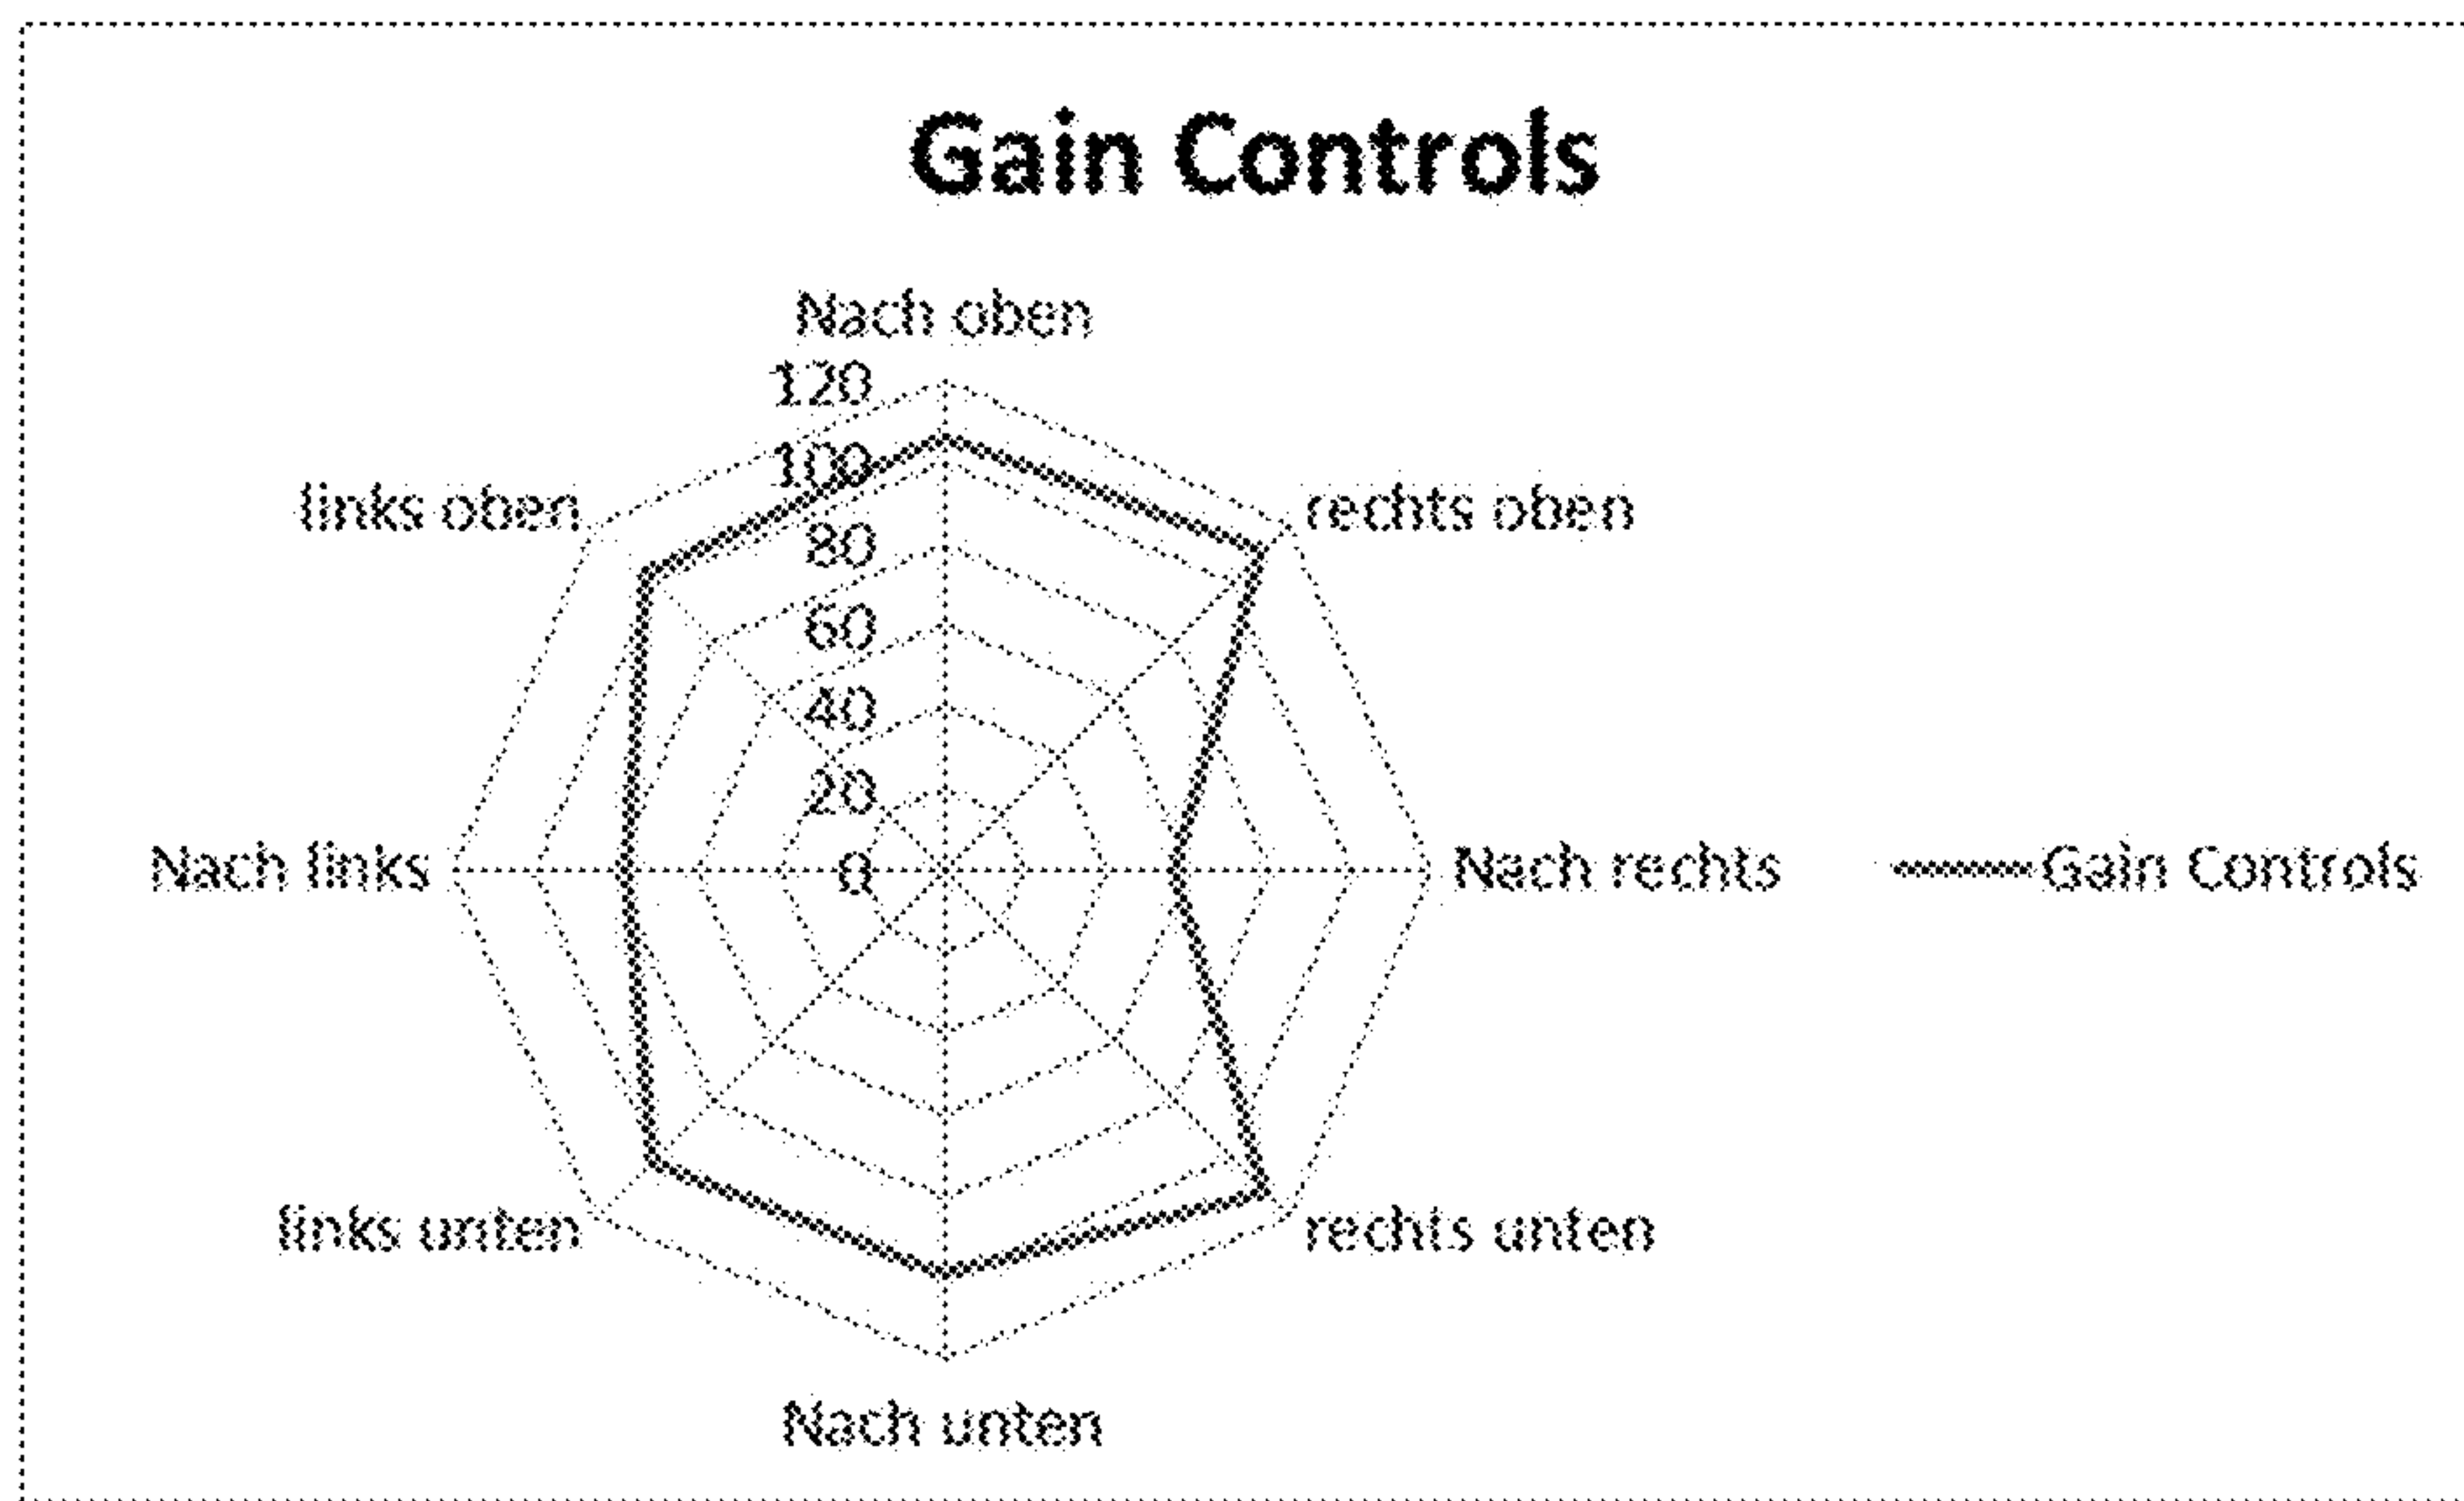 Gain Controls
Nach oben
120
100
80
60
40
20
0
links oben
rechts oben
Nach links
Nach rechts
Gain Controls
links unten
rechts unten
Nach unten